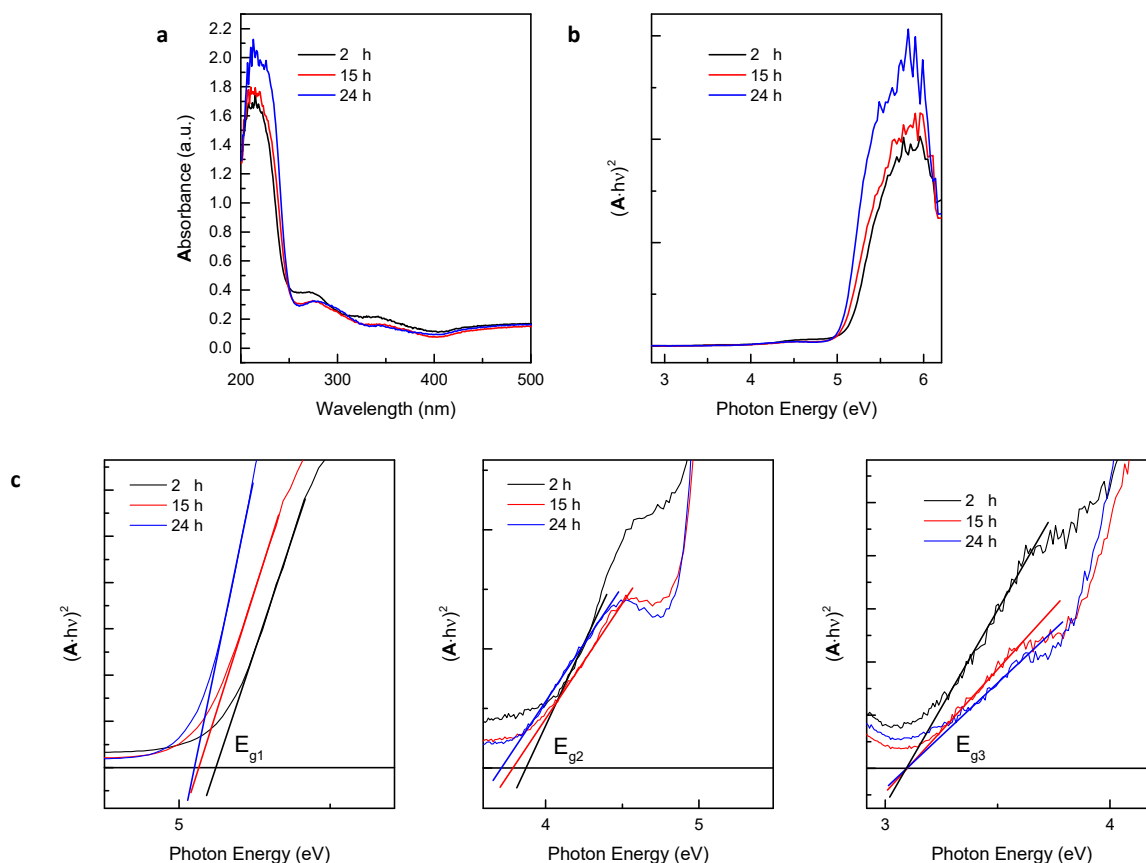 a
2 h
15 h
24 h
Absorbance (a.u.)
2.2
2.0
1.8
1.6
1.4
1.2
1.0
0.8
0.6
0.4
0.2
0.0
200 300 400 500
Wavelength (nm)
b
2 h
15 h
24 h
(A·hν)²
3 4 5 6
Photon Energy (eV)
c
2 h
15 h
24 h
(A·hν)²
Eg1
5
Photon Energy (eV)
2 h
15 h
24 h
(A·hν)²
Eg2
4 4.5 5
Photon Energy (eV)
2 h
15 h
24 h
(A·hν)²
Eg3
3 4
Photon Energy (eV)